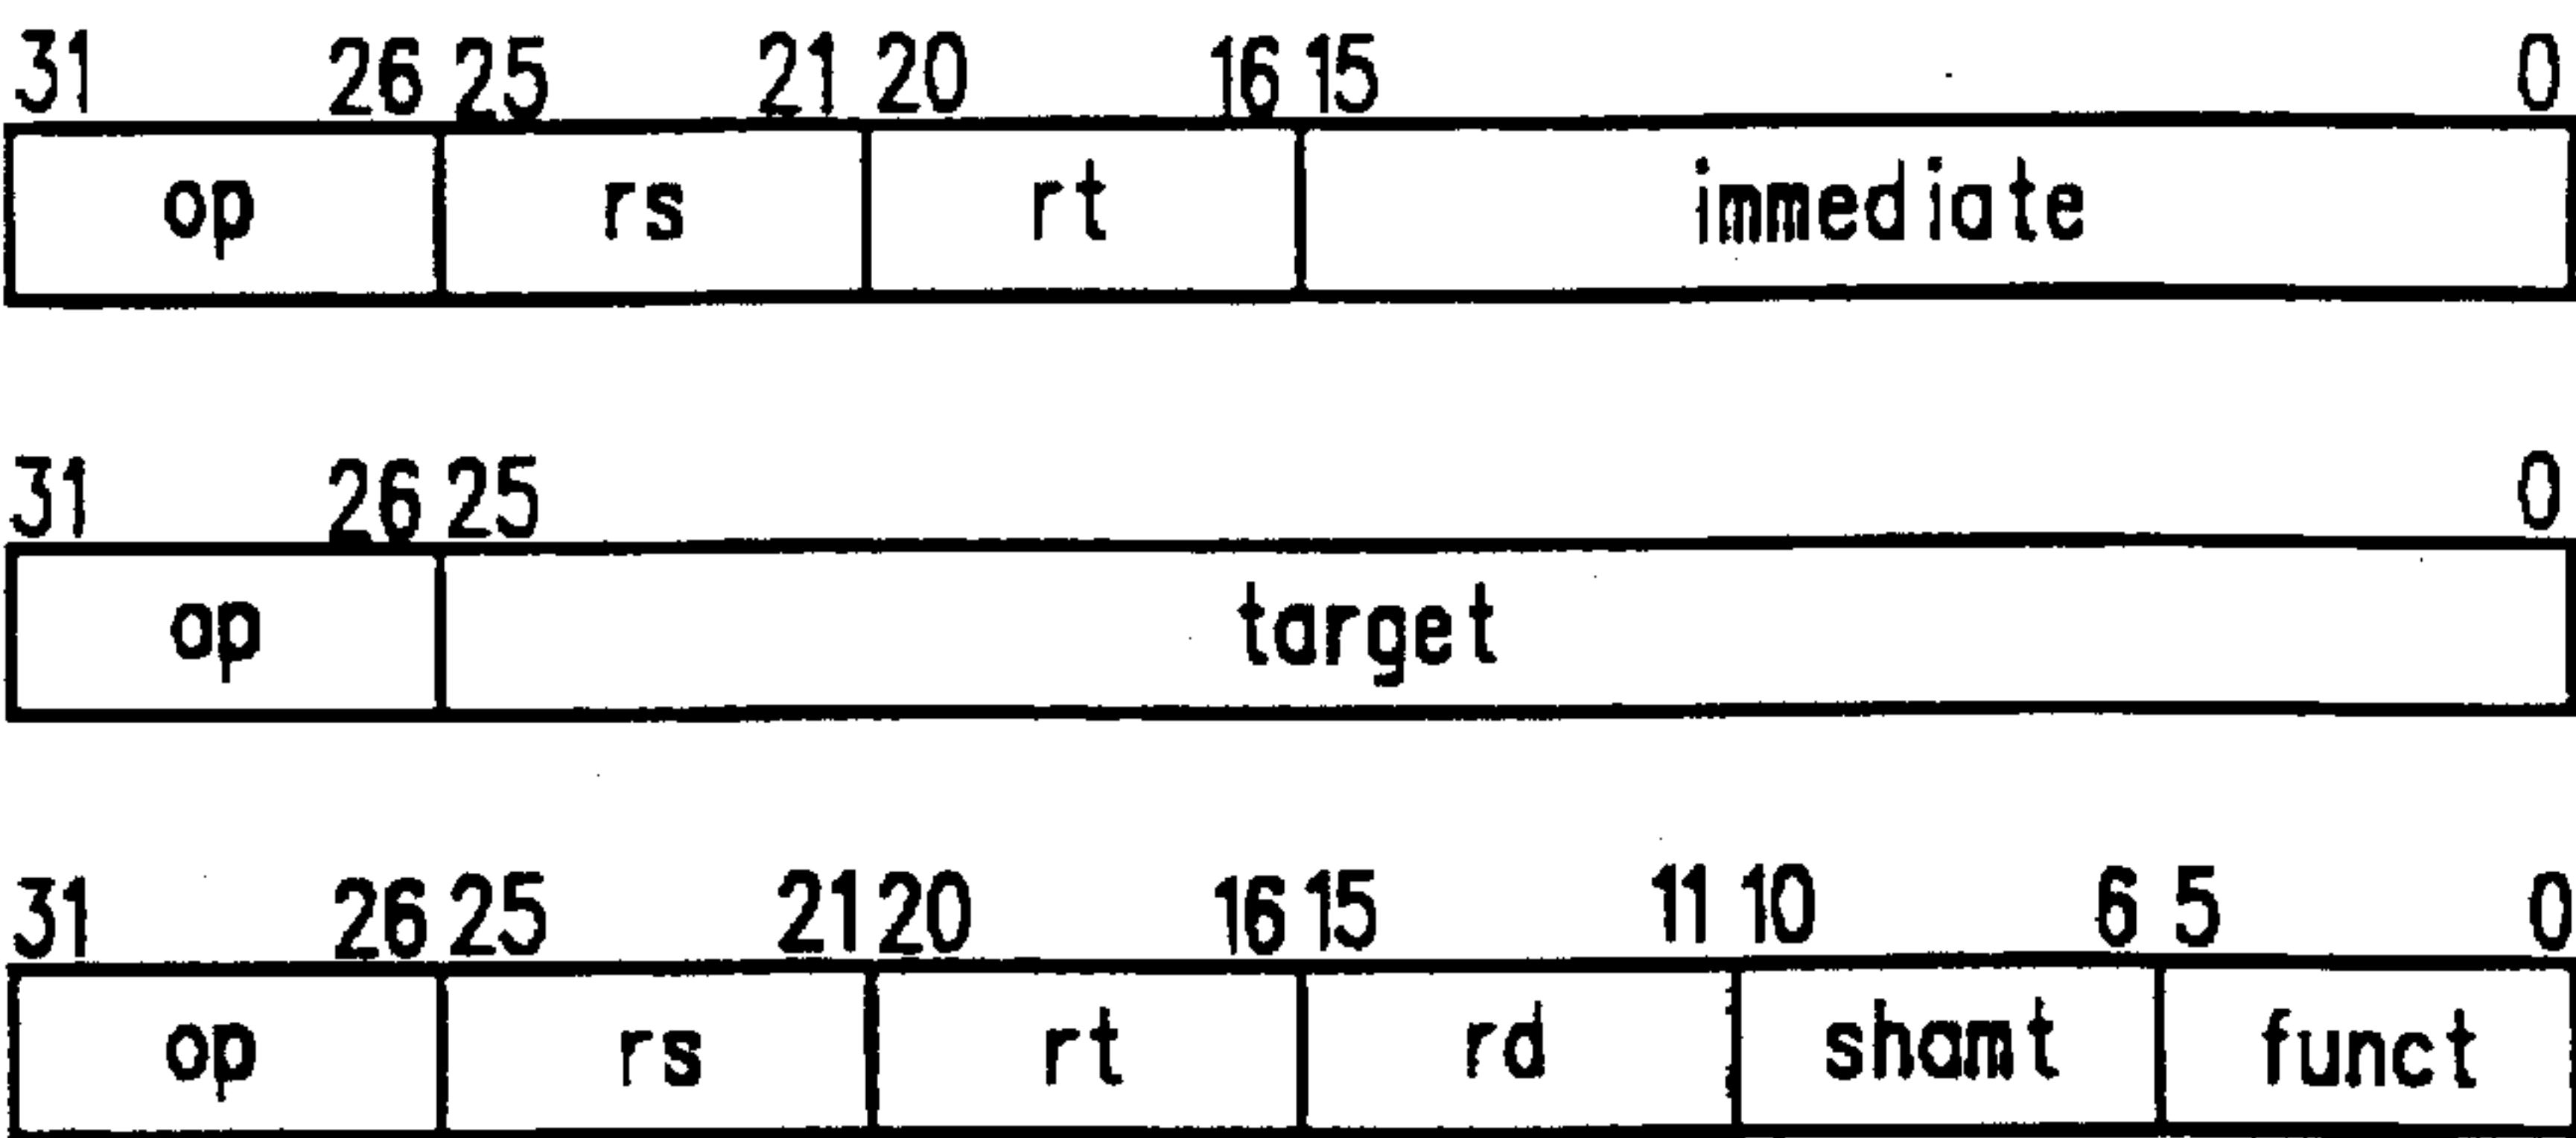 31 26 25 21 20 16 15 0
op rs rt immediate
31 26 25 0
op target
31 26 25 21 20 16 15 11 10 6 5 0
op rs rt rd shamt funct